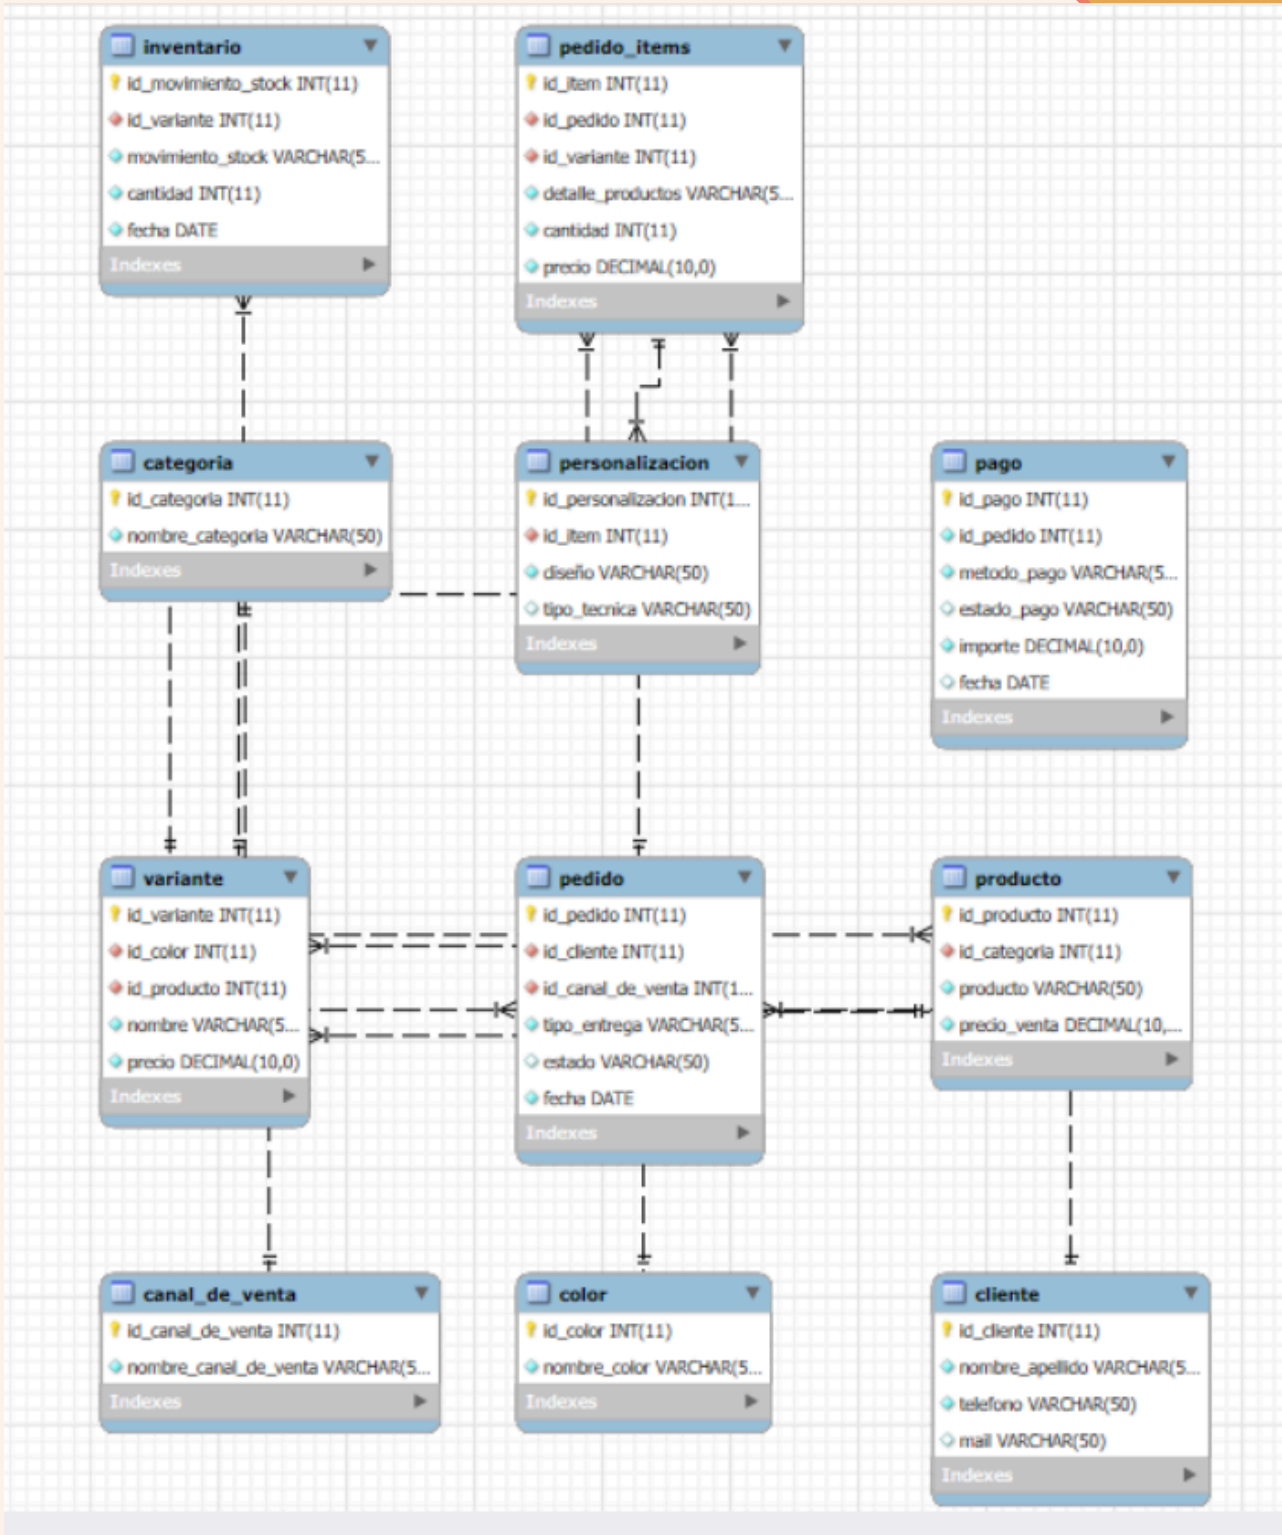 inventario
id_movimiento_stock INT(11)
id_variante INT(11)
movimiento_stock VARCHAR(5...
cantidad INT(11)
fecha DATE
Indexes
pedido_items
id_item INT(11)
id_pedido INT(11)
id_variante INT(11)
detalle_productos VARCHAR(5...
cantidad INT(11)
precio DECIMAL(10,0)
Indexes
categoria
id_categoria INT(11)
nombre_categoria VARCHAR(50)
Indexes
personalizacion
id_personalizacion INT(1...
id_item INT(11)
diseño VARCHAR(50)
tipo_tecnica VARCHAR(50)
Indexes
pago
id_pago INT(11)
id_pedido INT(11)
metodo_pago VARCHAR(5...
estado_pago VARCHAR(50)
importe DECIMAL(10,0)
fecha DATE
Indexes
variante
id_variante INT(11)
id_color INT(11)
id_producto INT(11)
nombre VARCHAR(5...
precio DECIMAL(10,0)
Indexes
pedido
id_pedido INT(11)
id_cliente INT(11)
id_canal_de_venta INT(1...
tipo_entrega VARCHAR(5...
estado VARCHAR(50)
fecha DATE
Indexes
producto
id_producto INT(11)
id_categoria INT(11)
producto VARCHAR(50)
precio_venta DECIMAL(10,...
Indexes
canal_de_venta
id_canal_de_venta INT(11)
nombre_canal_de_venta VARCHAR(5...
Indexes
color
id_color INT(11)
nombre_color VARCHAR(5...
Indexes
cliente
id_cliente INT(11)
nombre_apellido VARCHAR(5...
telefono VARCHAR(50)
mail VARCHAR(50)
Indexes